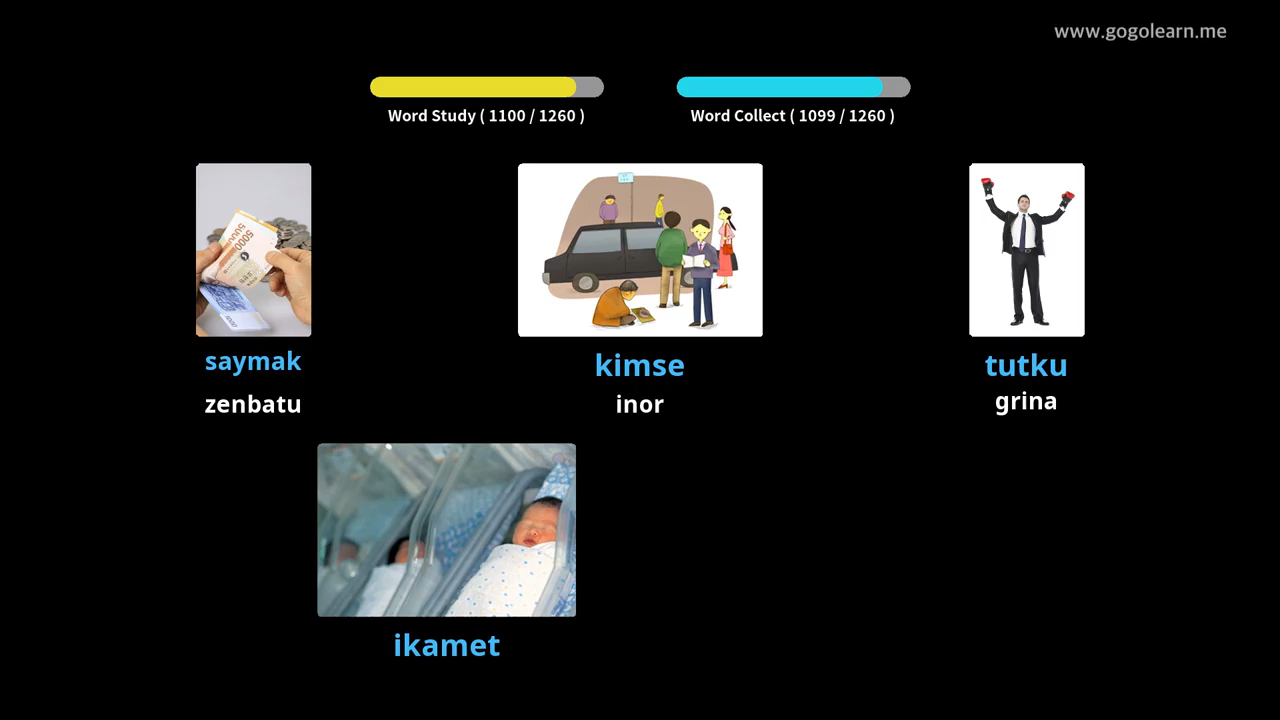 www.gogolearn.me
Word Study ( 1100 / 1260 )
Word Collect ( 1099 / 1260 )
saymak
zenbatu
kimse
inor
tutku
grina
ikamet